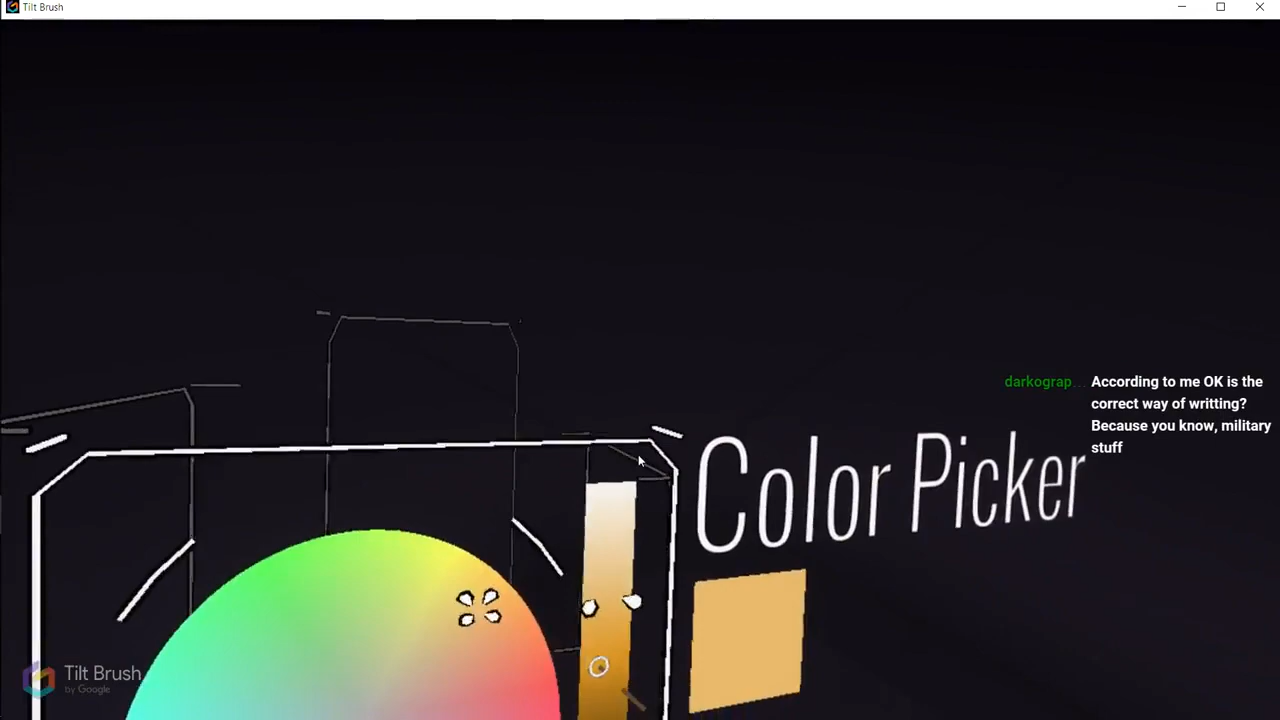 Tilt Brush
darkograp... According to me OK is the
correct way of writting?
Because you know, military
stuff
Color Picker
Tilt Brush
by Google